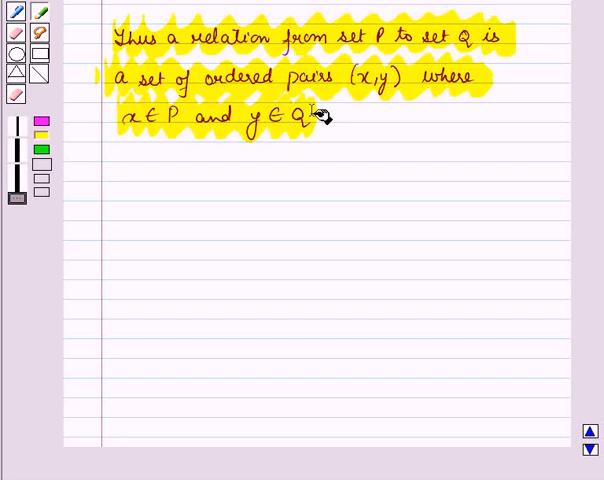 Thus a relation from set P to set Q is
a set of ordered pairs (x,y) where
x ∈ P and y ∈ Q